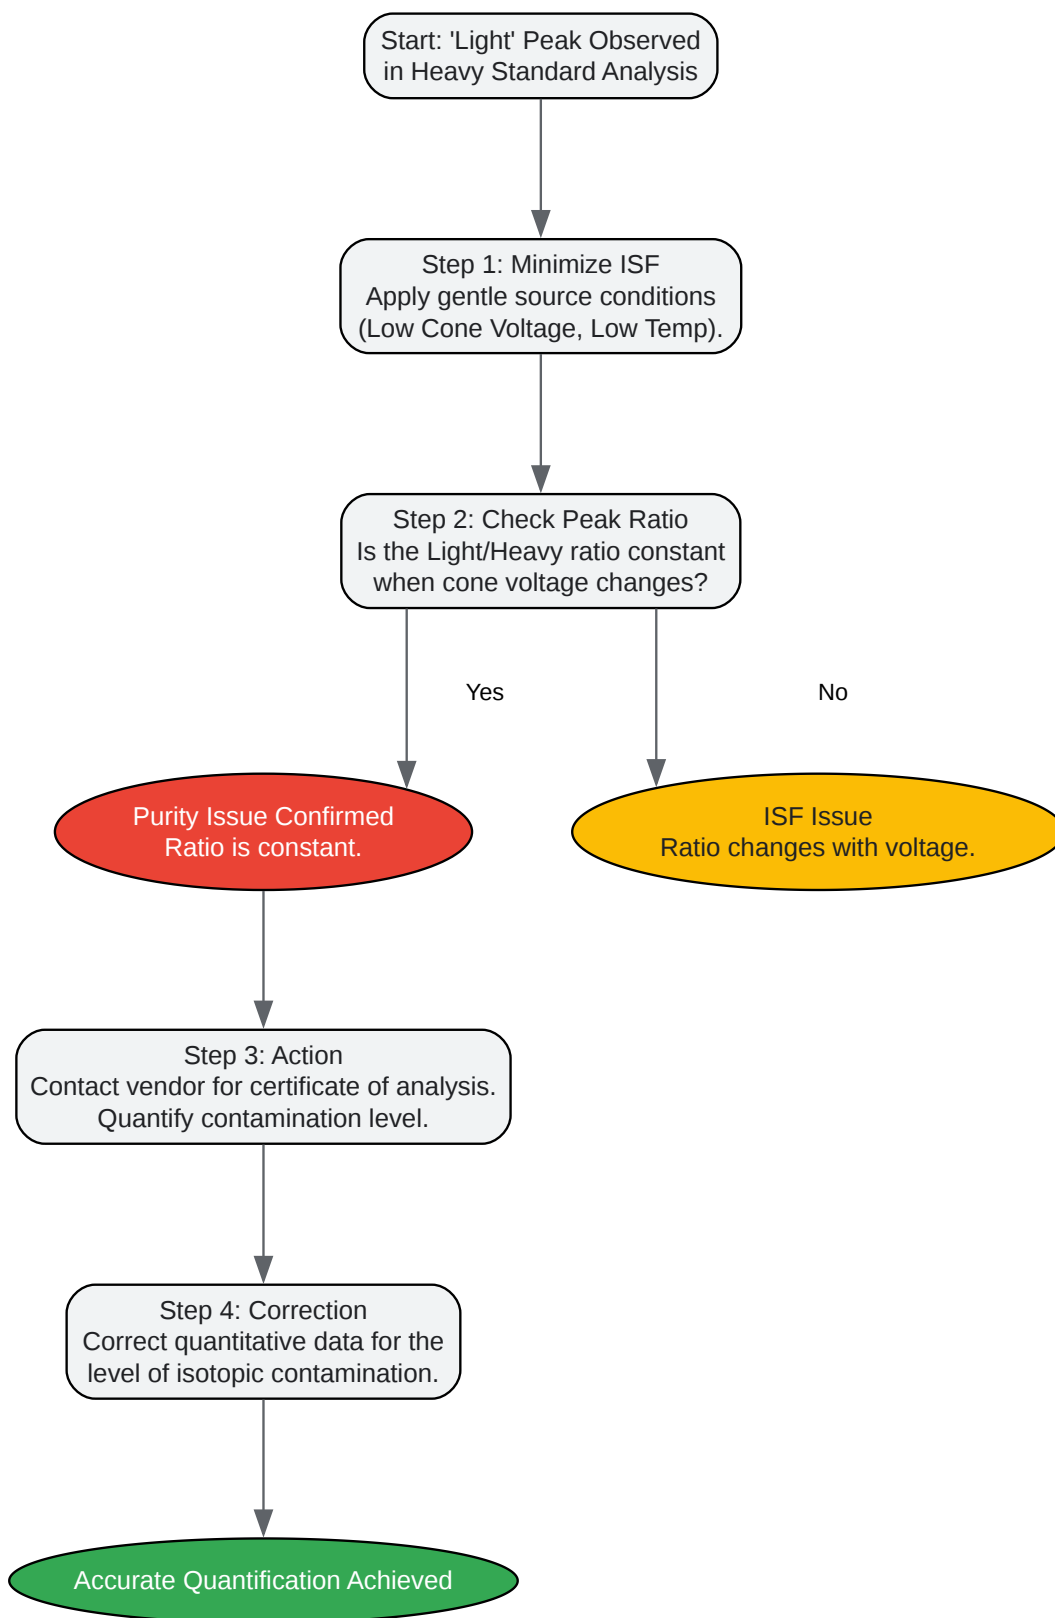 Start: 'Light' Peak Observed
in Heavy Standard Analysis
Step 1: Minimize ISF
Apply gentle source conditions
(Low Cone Voltage, Low Temp).
Step 2: Check Peak Ratio
Is the Light/Heavy ratio constant
when cone voltage changes?
Yes
No
Purity Issue Confirmed
Ratio is constant.
ISF Issue
Ratio changes with voltage.
Step 3: Action
Contact vendor for certificate of analysis.
Quantify contamination level.
Step 4: Correction
Correct quantitative data for the
level of isotopic contamination.
Accurate Quantification Achieved